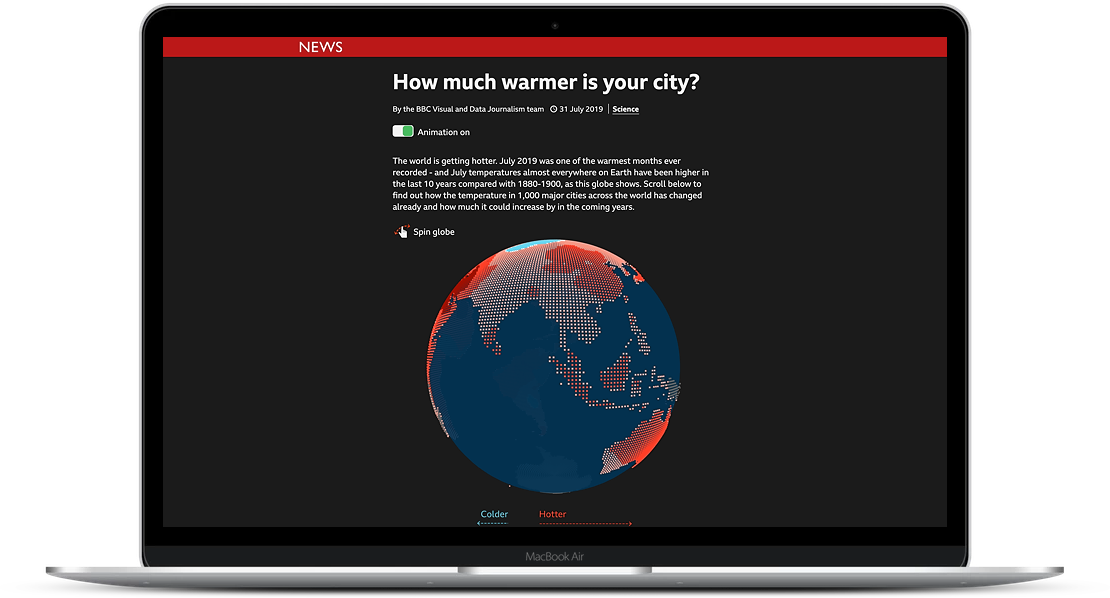 NEWS
How much warmer is your city?
By the BBC Visual and Data Journalism team 31 July 2019 Science
Animation on
The world is getting hotter. July 2019 was one of the warmest months ever
recorded - and July temperatures almost everywhere on Earth have been higher in
the last 10 years compared with 1880-1900, as this globe shows. Scroll below to
find out how the temperature in 1,000 major cities across the world has changed
already and how much it could increase by in the coming years.
Spin globe
Colder Hotter
MacBook Air